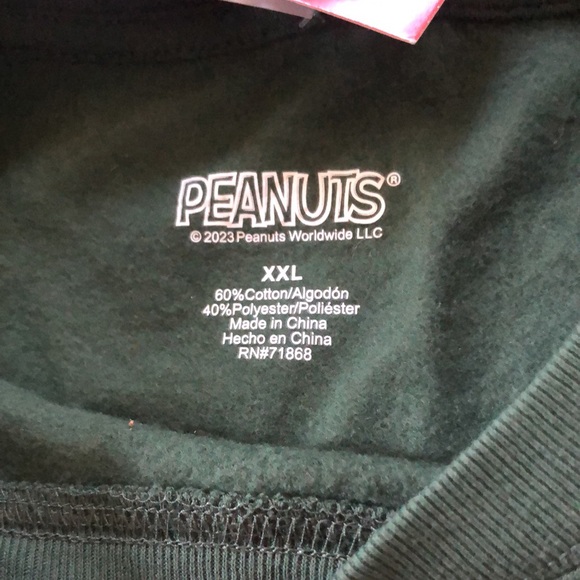 PEANUTS®
© 2023 Peanuts Worldwide LLC
XXL
60%Cotton/Algodón
40%Polyester/Poliéster
Made in China
Hecho en China
RN#71868